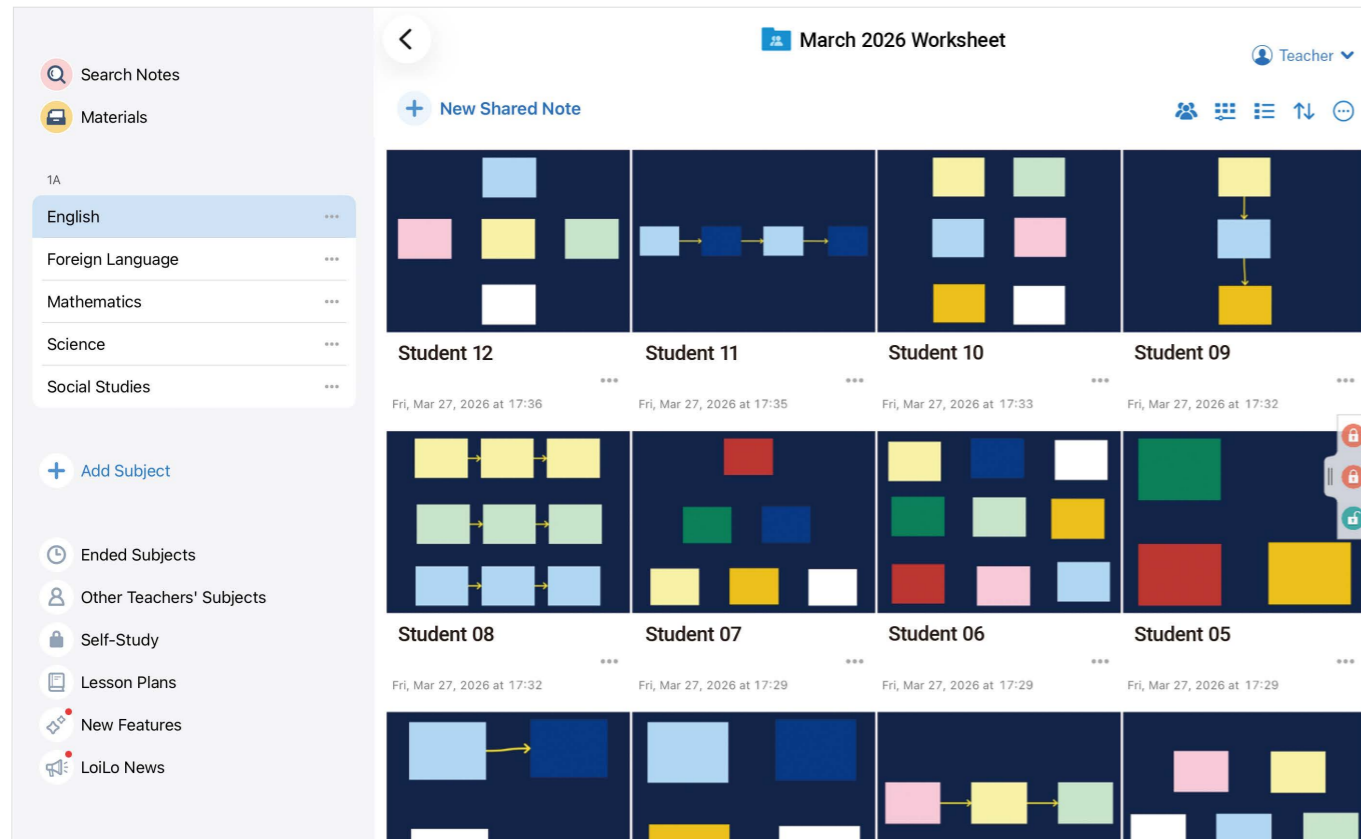 Search Notes
Materials
1A
English
Foreign Language
Mathematics
Science
Social Studies
Add Subject
Ended Subjects
Other Teachers' Subjects
Self-Study
Lesson Plans
New Features
LoiLo News
March 2026 Worksheet
Teacher
New Shared Note
Student 12
Student 11
Student 10
Student 09
Fri, Mar 27, 2026 at 17:36
Fri, Mar 27, 2026 at 17:35
Fri, Mar 27, 2026 at 17:33
Fri, Mar 27, 2026 at 17:32
Student 08
Student 07
Student 06
Student 05
Fri, Mar 27, 2026 at 17:32
Fri, Mar 27, 2026 at 17:29
Fri, Mar 27, 2026 at 17:29
Fri, Mar 27, 2026 at 17:29